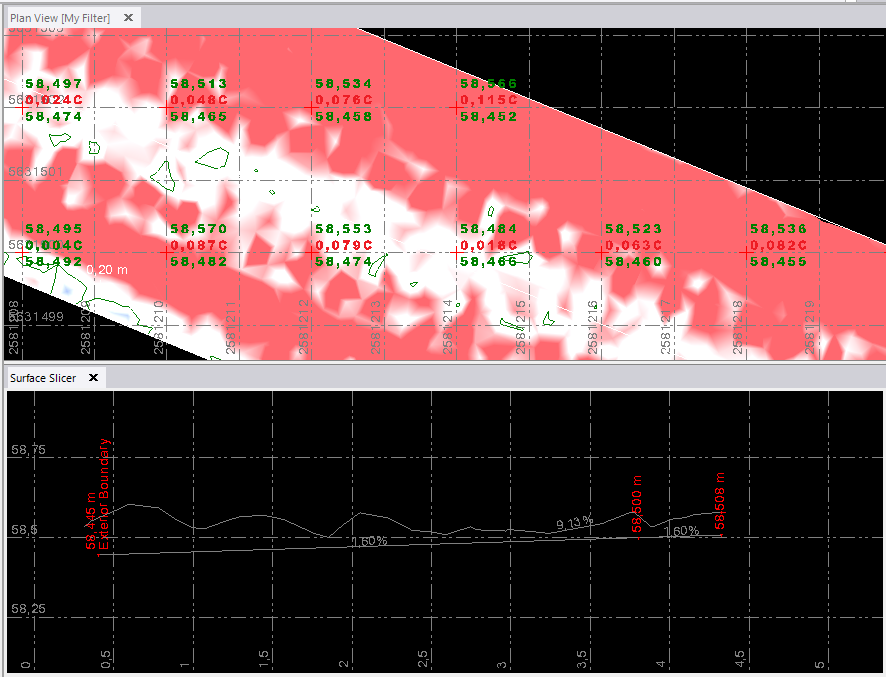 Plan View [My Filter]
58,497 58,513 58,534 58,566
0,024C 0,048C 0,076C 0,115C
58,474 58,465 58,458 58,452
5631501
58,495 58,570 58,553 58,484 58,523 58,536
0,004C 0,087C 0,079C 0,018C 0,063C 0,082C
58,492 58,482 58,474 58,466 58,460 58,455
0,20 m
5631499
2581208 2581209 2581210 2581211 2581212 2581213 2581214 2581215 2581216 2581217 2581218 2581219
Surface Slicer
58,75
58,5
58,25
58,445 m
Exterior Boundary
1,60%
9,13%
58,500 m
1,60%
58,508 m
0 0,5 1 1,5 2 2,5 3 3,5 4 4,5 5